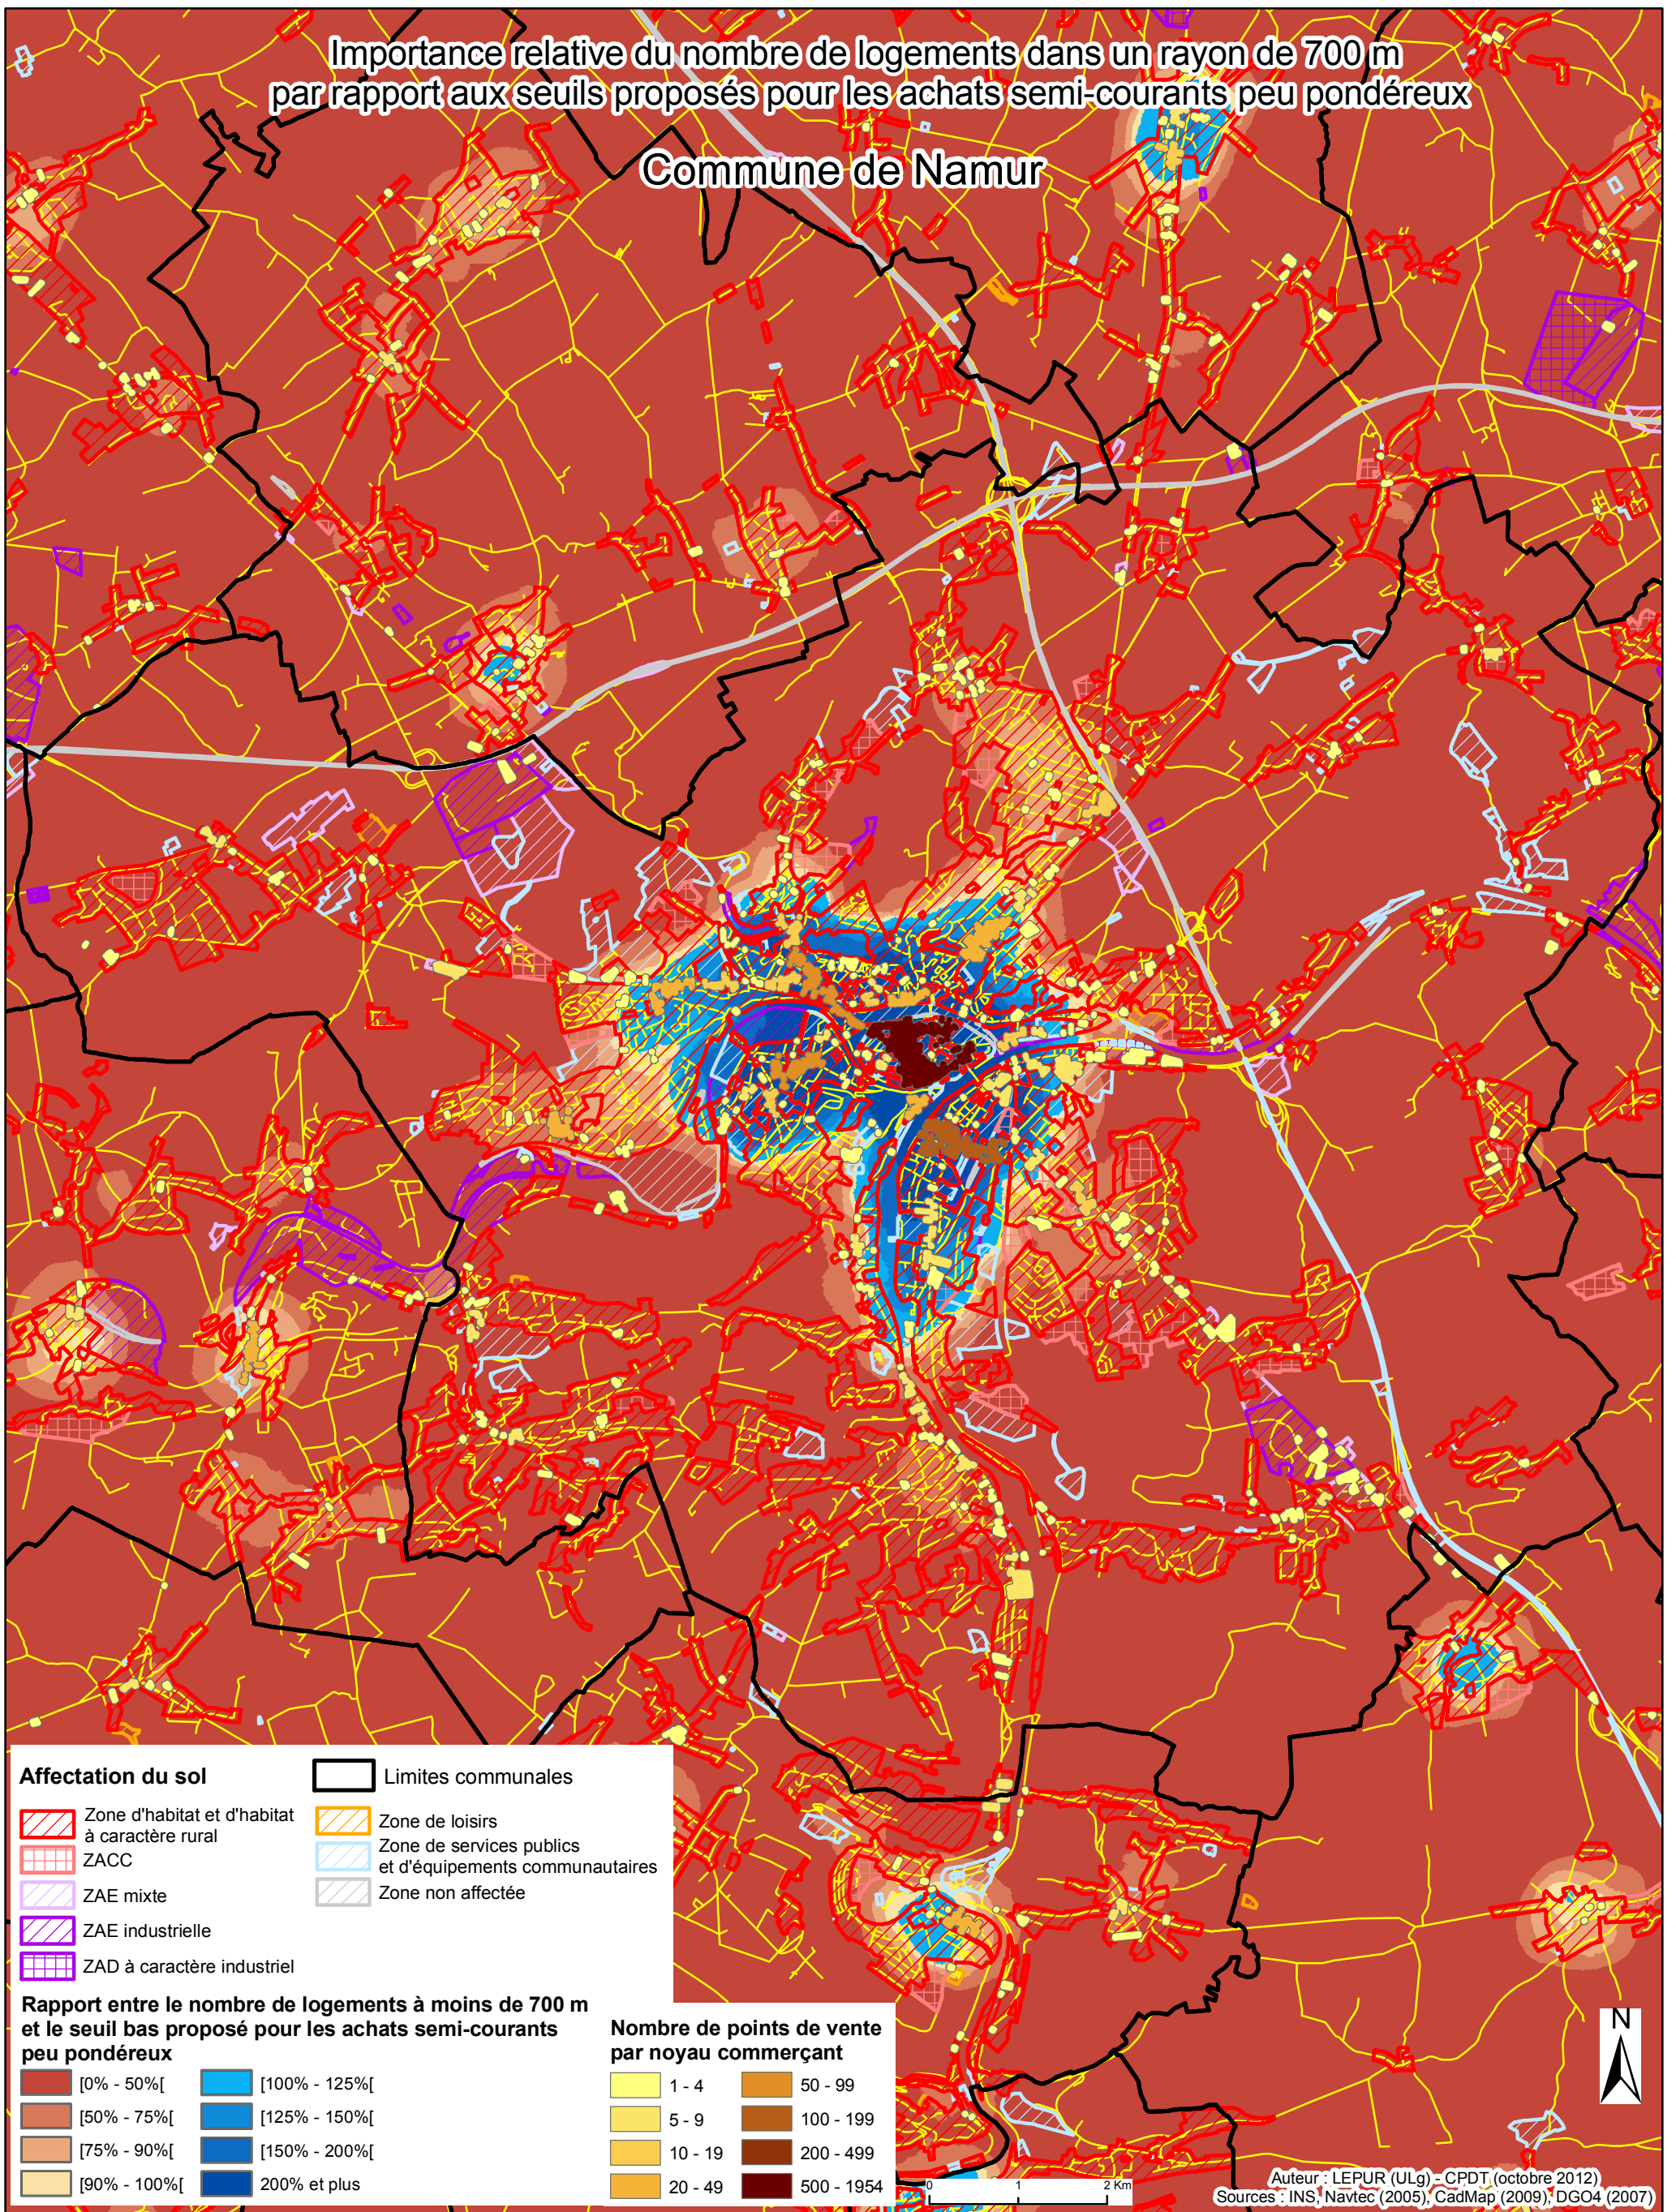 Importance relative du nombre de logements dans un rayon de 700 m
par rapport aux seuils proposés pour les achats semi-courants peu pondéreux
Commune de Namur
Affectation du sol
Zone d'habitat et d'habitat
à caractère rural
ZACC
ZAE mixte
ZAE industrielle
ZAD à caractère industriel
Limites communales
Zone de loisirs
Zone de services publics
et d'équipements communautaires
Zone non affectée
Rapport entre le nombre de logements à moins de 700 m
et le seuil bas proposé pour les achats semi-courants
peu pondéreux
[0% - 50%[
[50% - 75%[
[75% - 90%[
[90% - 100%[
[100% - 125%[
[125% - 150%[
[150% - 200%[
200% et plus
Nombre de points de vente
par noyau commerçant
1 - 4
5 - 9
10 - 19
20 - 49
50 - 99
100 - 199
200 - 499
500 - 1954
0 1 2 Km
N
Auteur : LEPUR (ULg) - CPDT (octobre 2012)
Sources : INS, Navtec (2005), CadMap (2009), DGO4 (2007)